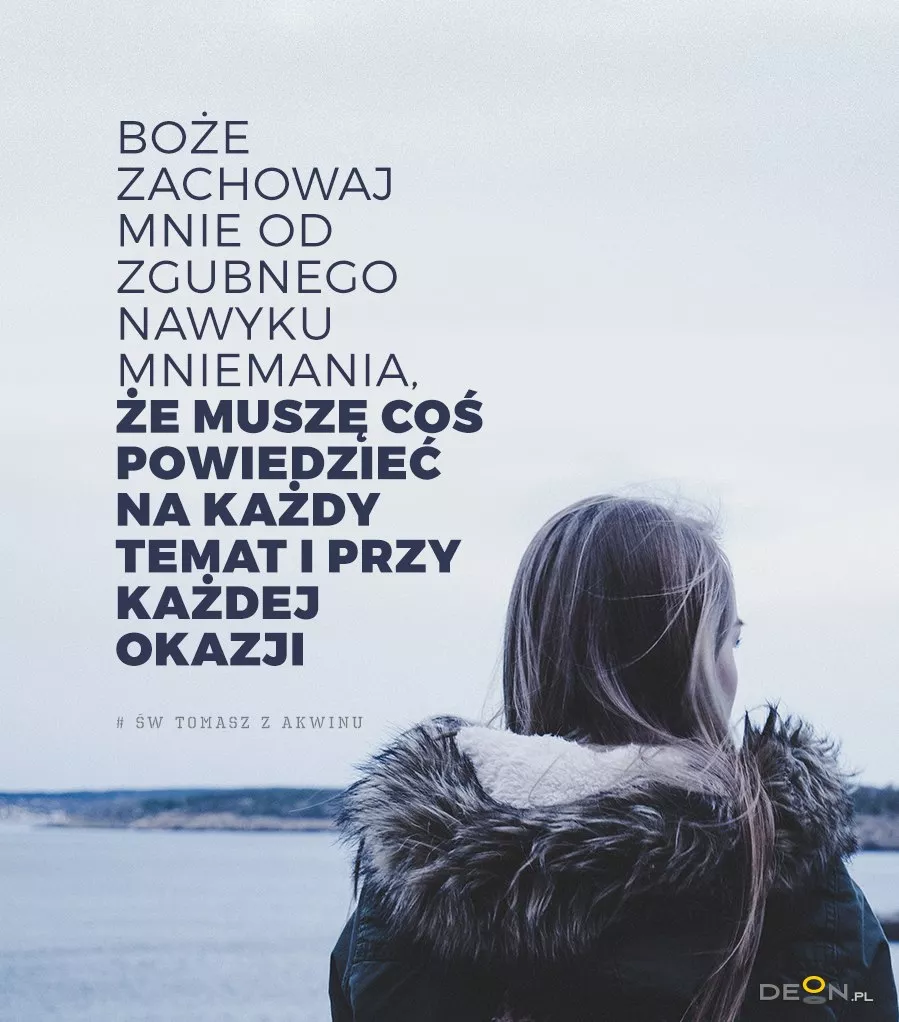 BOŻE
ZACHOWAJ
MNIE OD
ZGUBNEGO
NAWYKU
MNIEMANIA,
ŻE MUSZĘ COŚ
POWIEDZIEĆ
NA KAŻDY
TEMAT I PRZY
KAŻDEJ
OKAZJI
# ŚW TOMASZ Z AKWINU
DEON.PL